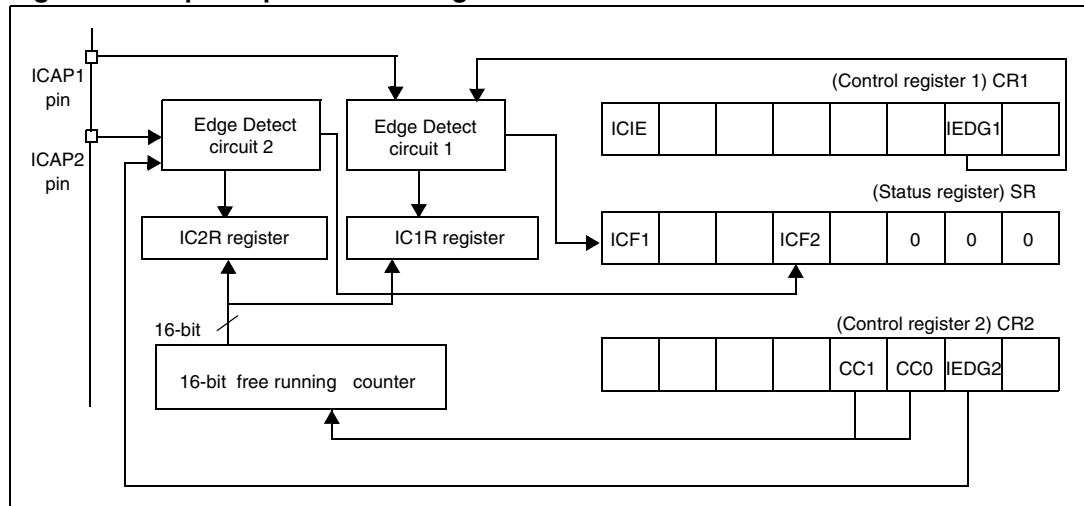 ICAP1
pin
ICAP2
pin
Edge Detect
circuit 2
Edge Detect
circuit 1
IC2R register
IC1R register
16-bit
16-bit free running counter
(Control register 1) CR1
ICIE
IEDG1
(Status register) SR
ICF1
ICF2
0
0
0
(Control register 2) CR2
CC1
CC0
IEDG2